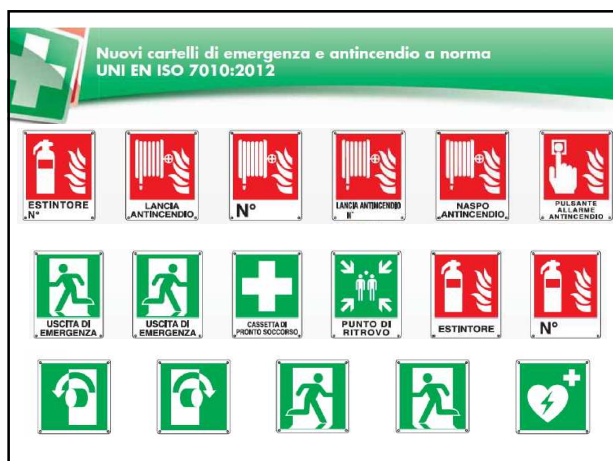 Nuovi cartelli di emergenza e antincendio a norma
UNI EN ISO 7010:2012
ESTINTORE
N°
LANCIA
ANTINCENDIO
N°
LANCIA ANTINCENDIO
N°
NASPO
ANTINCENDIO
PULSANTE
ALLARME
ANTINCENDIO
USCITA DI
EMERGENZA
USCITA DI
EMERGENZA
CASSETTA DI
PRONTO SOCCORSO
PUNTO DI
RITROVO
ESTINTORE
N°